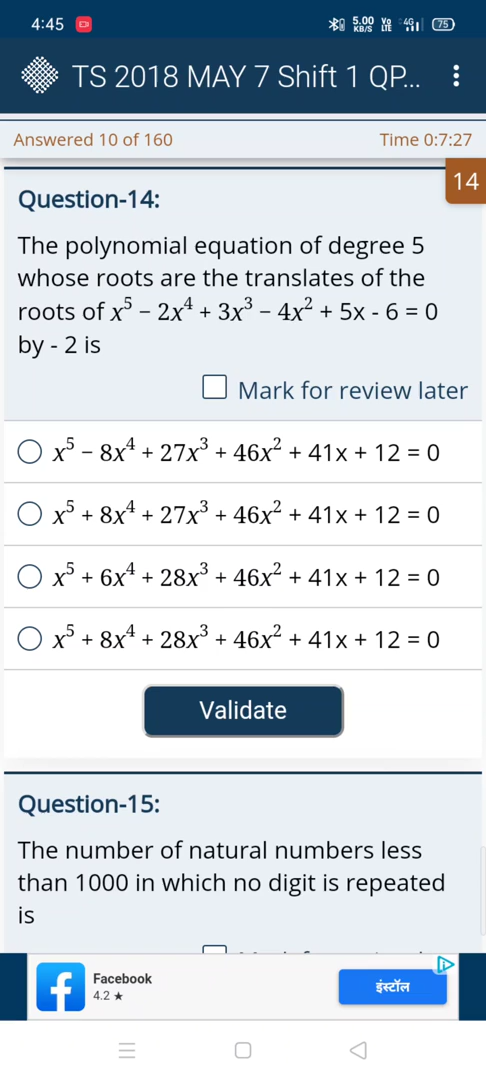 4:45 5.00 KB/S Vo LTE 4G 75
TS 2018 MAY 7 Shift 1 QP...
Answered 10 of 160 Time 0:7:27
14
Question-14:
The polynomial equation of degree 5
whose roots are the translates of the
roots of x⁵ − 2x⁴ + 3x³ − 4x² + 5x - 6 = 0
by - 2 is
Mark for review later
x⁵ − 8x⁴ + 27x³ + 46x² + 41x + 12 = 0
x⁵ + 8x⁴ + 27x³ + 46x² + 41x + 12 = 0
x⁵ + 6x⁴ + 28x³ + 46x² + 41x + 12 = 0
x⁵ + 8x⁴ + 28x³ + 46x² + 41x + 12 = 0
Validate
Question-15:
The number of natural numbers less
than 1000 in which no digit is repeated
is
Facebook
4.2 ★
इंस्टॉल